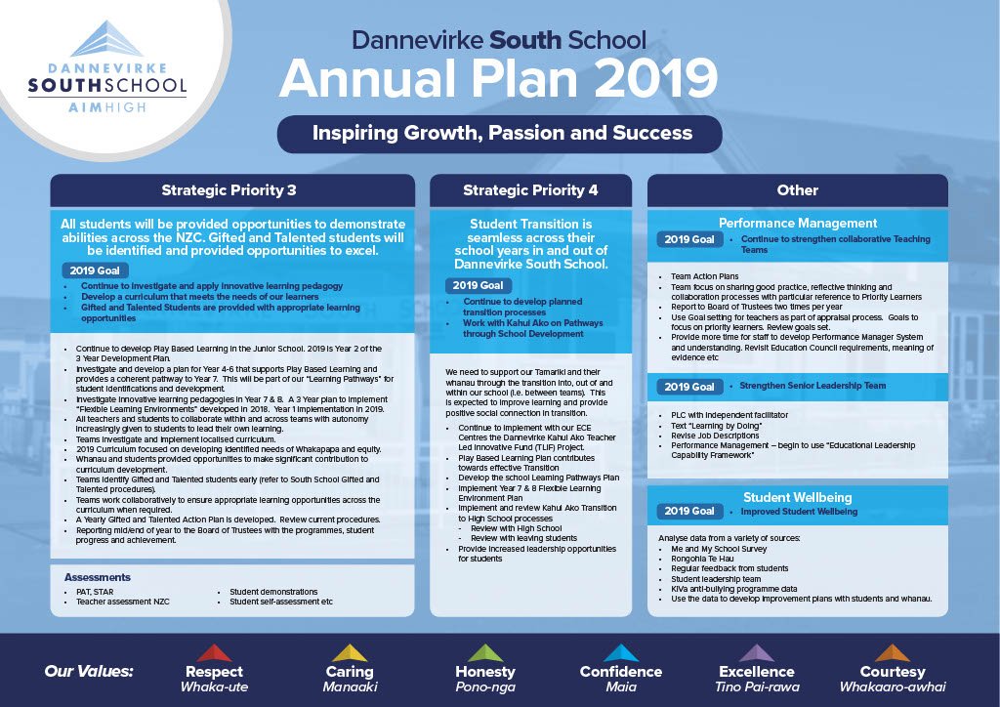 DANNEVIRKE
SOUTHSCHOOL
AIMHIGH
Dannevirke South School
Annual Plan 2019
Inspiring Growth, Passion and Success
Strategic Priority 3
All students will be provided opportunities to demonstrate
abilities across the NZC. Gifted and Talented students will
be identified and provided opportunities to excel.
2019 Goal
• Continue to investigate and apply innovative learning pedagogy
• Develop a curriculum that meets the needs of our learners
• Gifted and Talented Students are provided with appropriate learning
opportunities
• Continue to develop Play Based Learning in the Junior School. 2019 is Year 2 of the
3 Year Development Plan.
• Investigate and develop a plan for Year 4-6 that supports Play Based Learning and
provides a coherent pathway to Year 7. This will be part of our "Learning Pathways" for
student identifications and development.
• Investigate innovative learning pedagogies in Year 7 & 8. A 3 Year plan to implement
"Flexible Learning Environments" developed in 2018. Year 1 implementation in 2019.
• All teachers and students to collaborate within and across teams with autonomy
increasingly given to students to lead their own learning.
• Teams investigate and implement localised curriculum.
• 2019 Curriculum focused on developing identified needs of Whakapapa and equity.
• Whanau and students provided opportunities to make significant contribution to
curriculum development.
• Teams identify Gifted and Talented students early (refer to South School Gifted and
Talented procedures).
• Teams work collaboratively to ensure appropriate learning opportunities across the
curriculum when required.
• A Yearly Gifted and Talented Action Plan is developed. Review current procedures.
• Reporting mid/end of year to the Board of Trustees with the programmes, student
progress and achievement.
Assessments
• PAT, STAR
• Teacher assessment NZC
• Student demonstrations
• Student self-assessment etc
Strategic Priority 4
Student Transition is
seamless across their
school years in and out of
Dannevirke South School.
2019 Goal
• Continue to develop planned
transition processes
• Work with Kahui Ako on Pathways
through School Development
We need to support our Tamariki and their
whanau through the transition into, out of and
within our school (i.e. between teams). This
is expected to improve learning and provide
positive social connection in transition.
• Continue to implement with our ECE
Centres the Dannevirke Kahui Ako Teacher
Led Innovative Fund (TLIF) Project.
• Play Based Learning Plan contributes
towards effective Transition
• Develop the school Learning Pathways Plan
• Implement Year 7 & 8 Flexible Learning
Environment Plan
• Implement and review Kahui Ako Transition
to High School processes
- Review with High School
- Review with leaving students
• Provide increased leadership opportunities
for students
Other
Performance Management
2019 Goal
• Continue to strengthen collaborative Teaching
Teams
• Team Action Plans
• Team focus on sharing good practice, reflective thinking and
collaboration processes with particular reference to Priority Learners
• Report to Board of Trustees two times per year
• Use Goal setting for teachers as part of appraisal process. Goals to
focus on priority learners. Review goals set.
• Provide more time for staff to develop Performance Manager System
and understanding. Revisit Education Council requirements, meaning of
evidence etc
2019 Goal
• Strengthen Senior Leadership Team
• PLC with independent facilitator
• Text "Learning by Doing"
• Revise Job Descriptions
• Performance Management – begin to use "Educational Leadership
Capability Framework"
Student Wellbeing
2019 Goal
• Improved Student Wellbeing
Analyse data from a variety of sources:
• Me and My School Survey
• Rongohia Te Hau
• Regular feedback from students
• Student leadership team
• KiVa anti-bullying programme data
• Use the data to develop improvement plans with students and whanau.
Our Values:
Respect
Whaka-ute
Caring
Manaaki
Honesty
Pono-nga
Confidence
Maia
Excellence
Tino Pai-rawa
Courtesy
Whakaaro-awhai